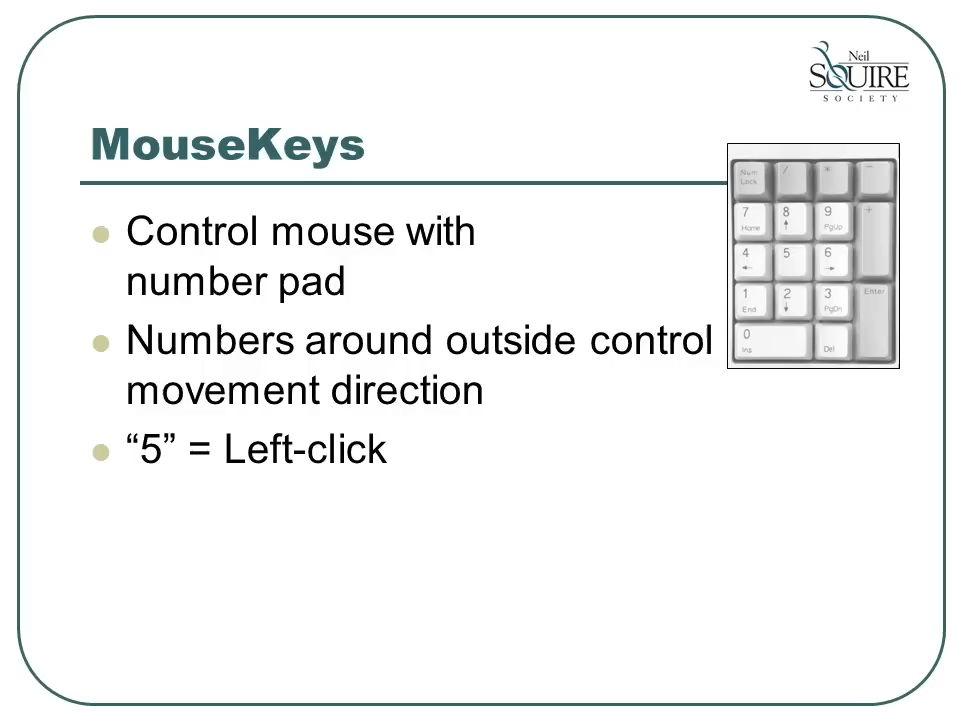 Neil
SQUIRE
SOCIETY
MouseKeys
Control mouse with
number pad
Numbers around outside control
movement direction
“5” = Left-click
Num Lock / * -
7 Home 8 9 PgUp +
4 5 6
1 End 2 3 PgDn Enter
0 Ins Del